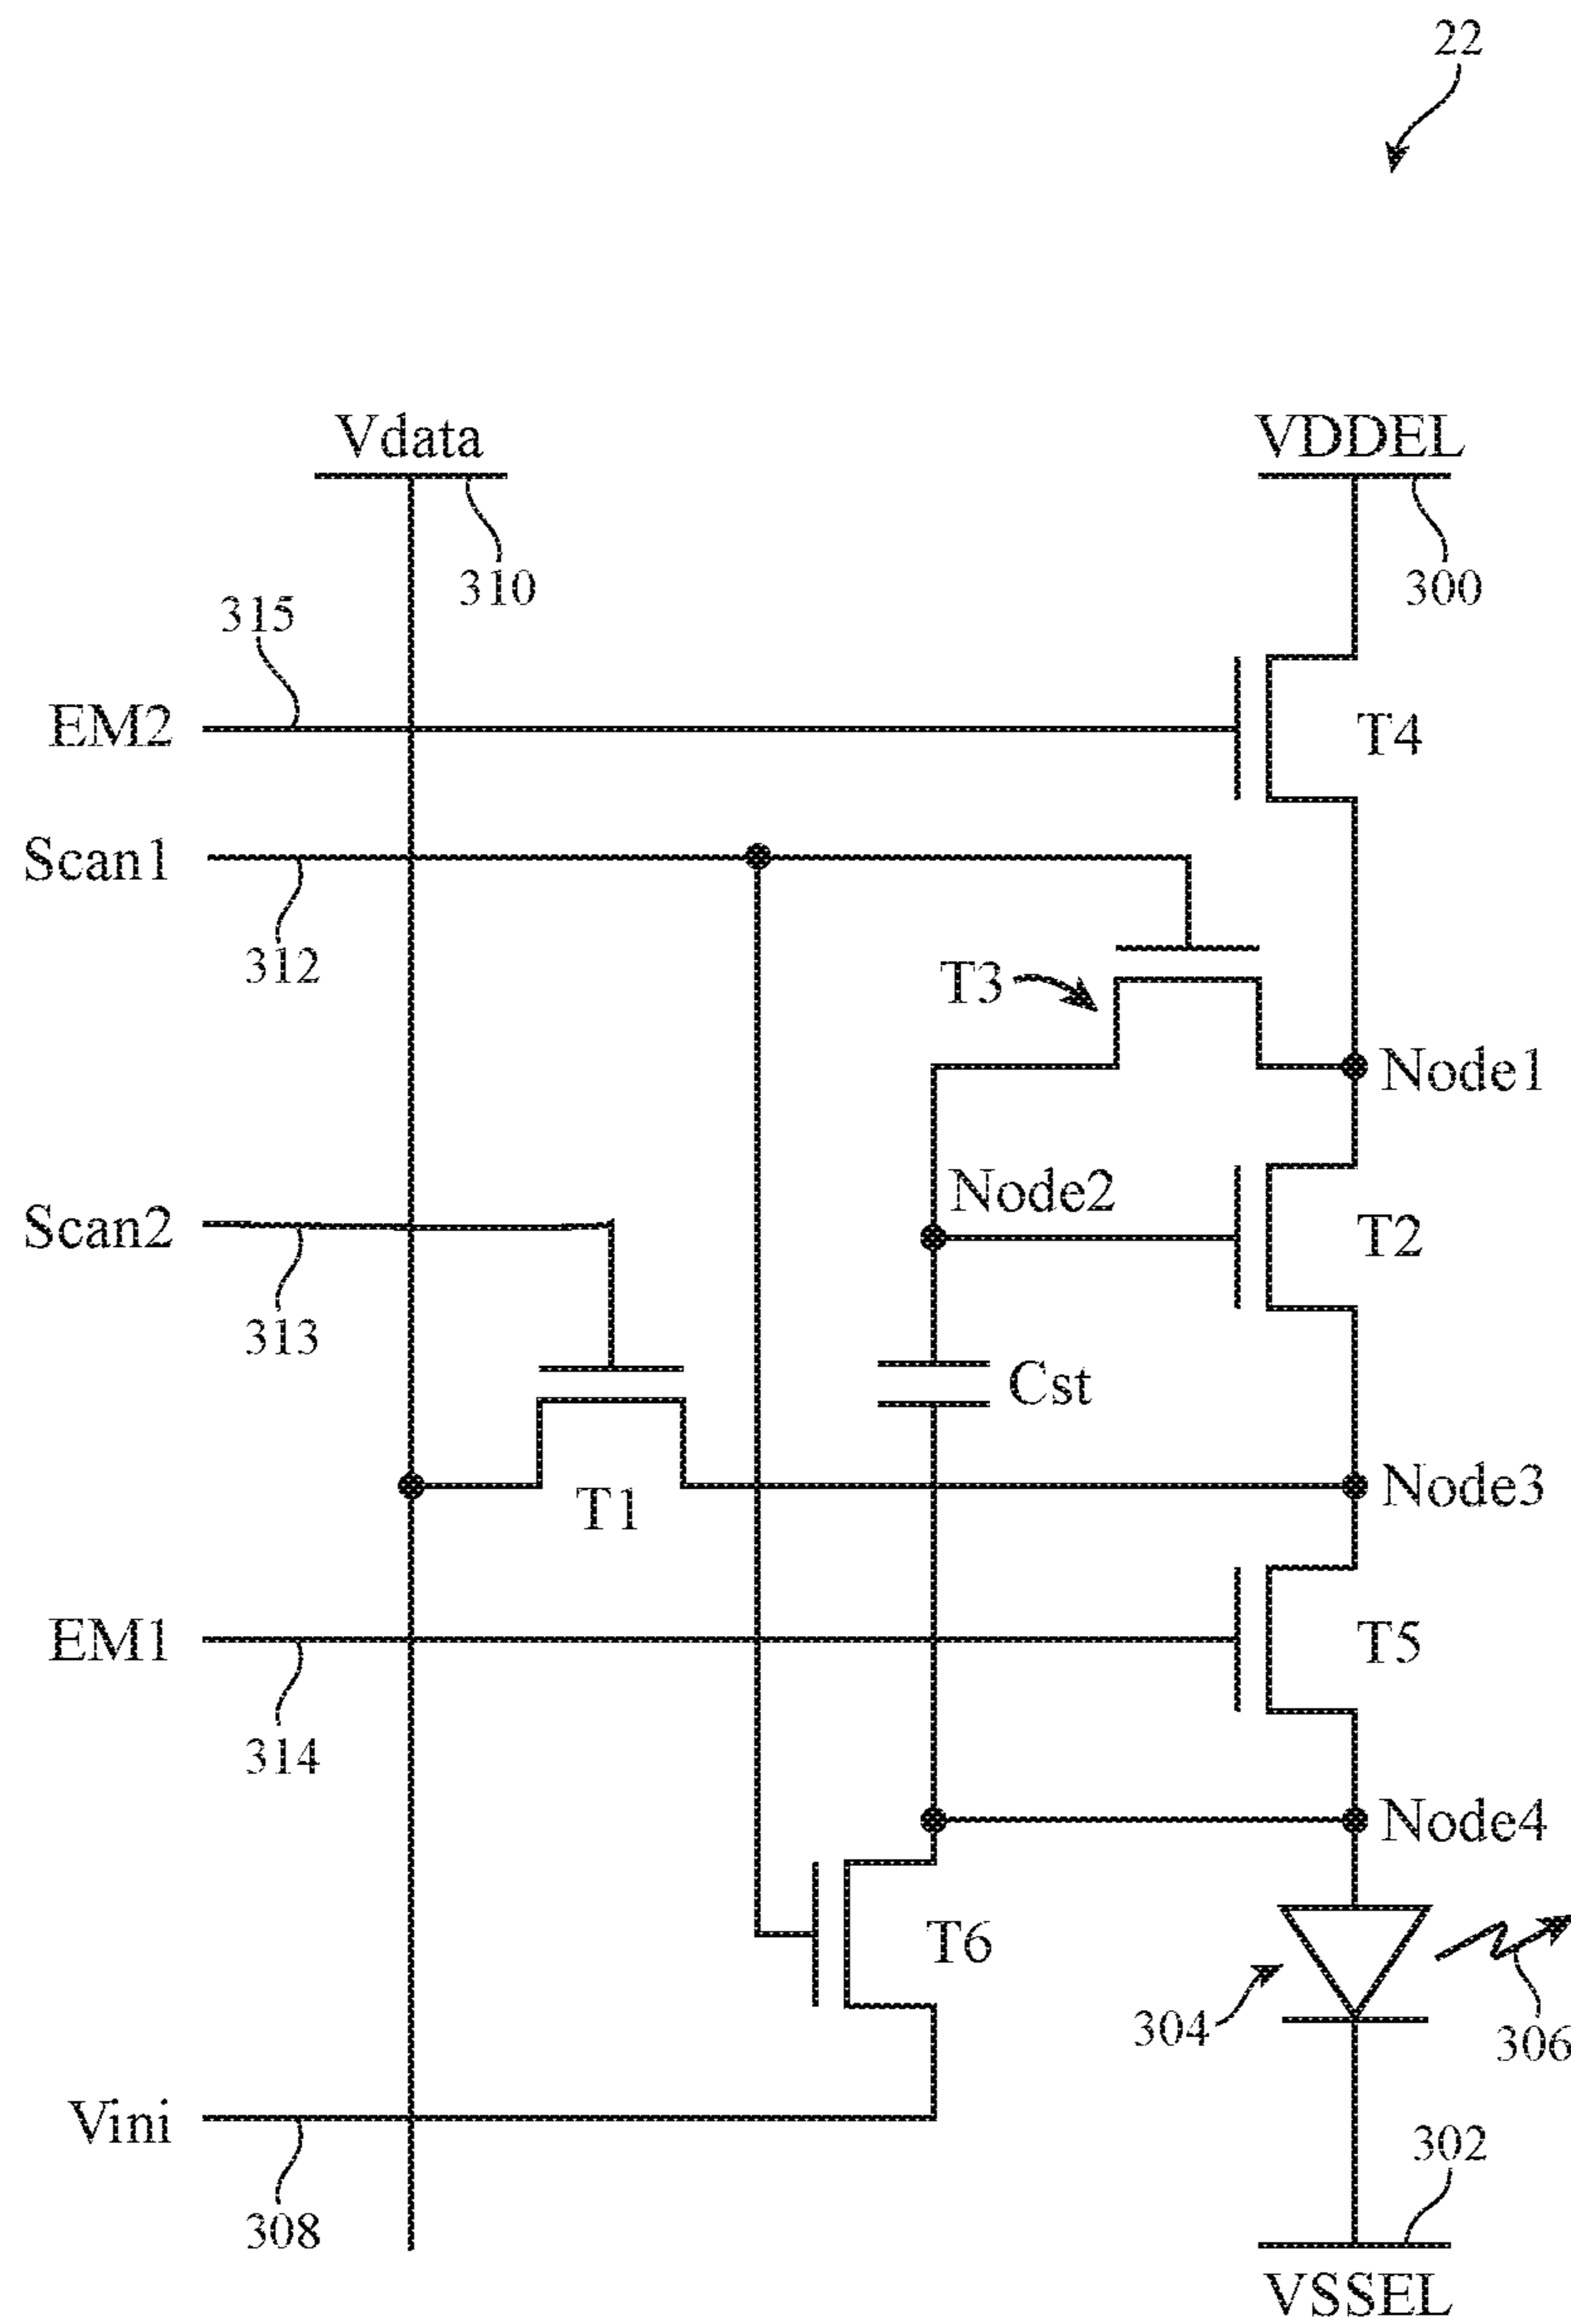 22
Vdata
VDDEL
310
300
315
EM2
T4
Scan1
312
T3
Node1
Node2
Scan2
T2
313
Cst
Node3
T1
EM1
T5
314
Node4
T6
304
306
Vini
302
308
VSSEL